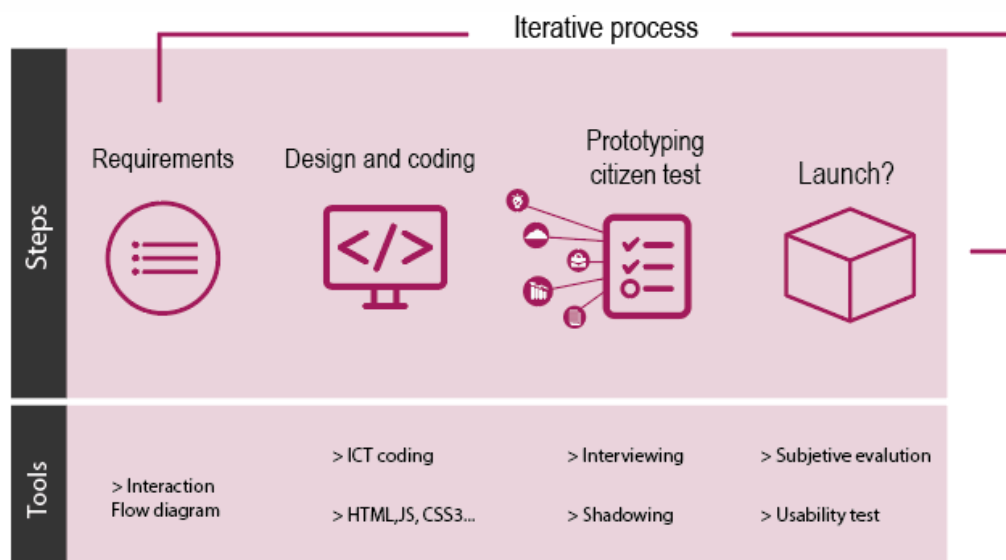 Iterative process
Steps
Requirements
Design and coding
</>
Prototyping
citizen test
Launch?
Tools
> Interaction
Flow diagram
> ICT coding
> HTML,JS, CSS3...
> Interviewing
> Shadowing
> Subjetive evalution
> Usability test